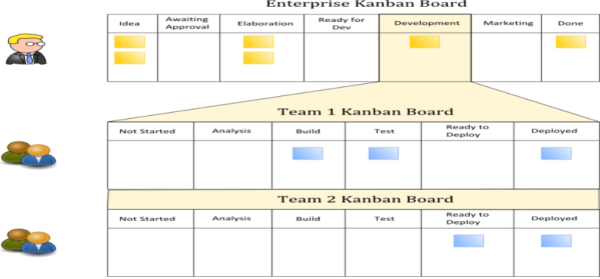 Enterprise Kanban Board
Idea
Awaiting
Approval
Elaboration
Ready for
Dev
Development
Marketing
Done
Team 1 Kanban Board
Not Started
Analysis
Build
Test
Ready to
Deploy
Deployed
Team 2 Kanban Board
Not Started
Analysis
Build
Test
Ready to
Deploy
Deployed